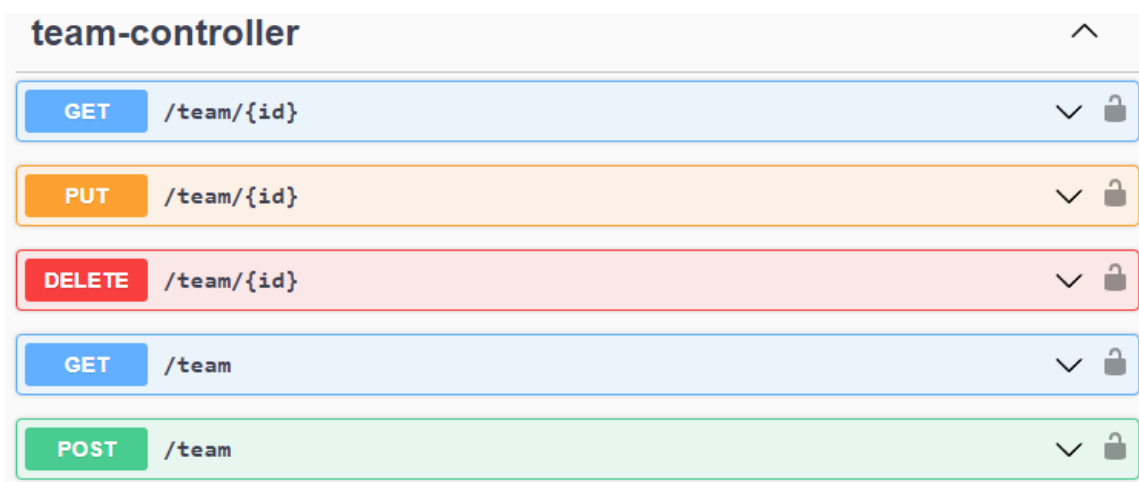 team-controller
GET /team/{id}
PUT /team/{id}
DELETE /team/{id}
GET /team
POST /team